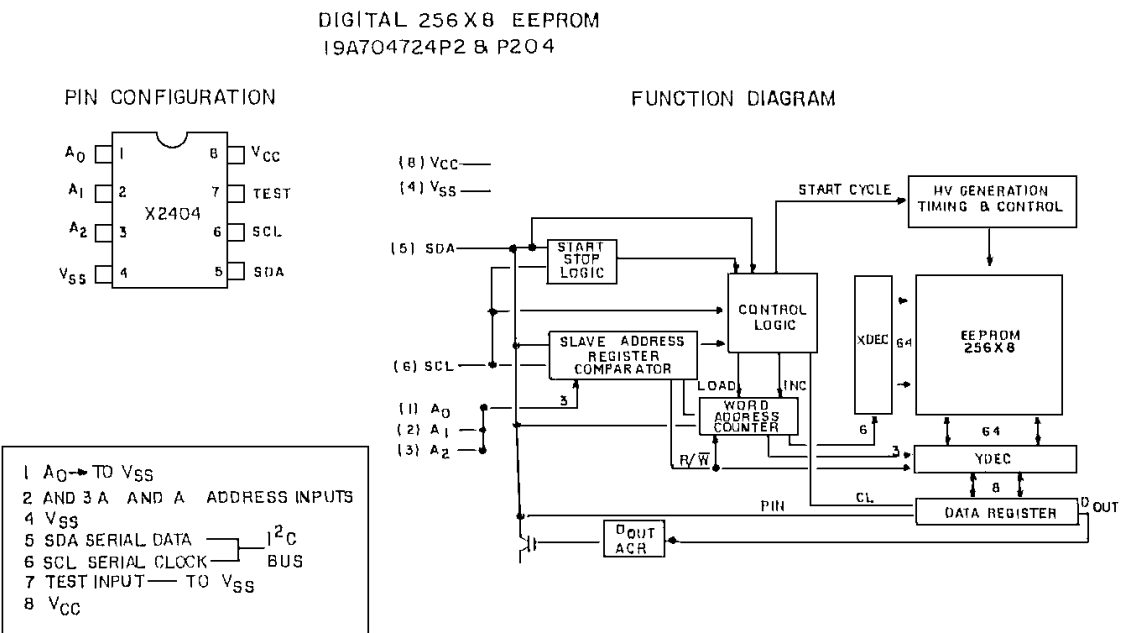 DIGITAL 256X8 EEPROM
19A704724P2 & P204
PIN CONFIGURATION
A0 1 8 VCC
A1 2 7 TEST
X2404
A2 3 6 SCL
VSS 4 5 SDA
FUNCTION DIAGRAM
(8) VCC
(4) VSS
(5) SDA
START
STOP
LOGIC
START CYCLE
HV GENERATION
TIMING & CONTROL
CONTROL
LOGIC
XDEC
64
EEPROM
256X8
(6) SCL
SLAVE ADDRESS
REGISTER
COMPARATOR
LOAD
INC
(1) A0
(2) A1
(3) A2
3
WORD
ADDRESS
COUNTER
6
64
R/W̅
3
YDEC
8
PIN
CL
DATA REGISTER
DOUT
DOUT
ACR
1 A0→ TO VSS
2 AND 3 A AND A ADDRESS INPUTS
4 VSS
5 SDA SERIAL DATA
6 SCL SERIAL CLOCK
I²C
BUS
7 TEST INPUT — TO VSS
8 VCC